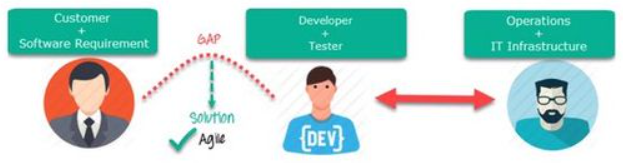 Customer
+
Software Requirement
GAP
Solution
Agile
Developer
+
Tester
{DEV}
Operations
+
IT Infrastructure